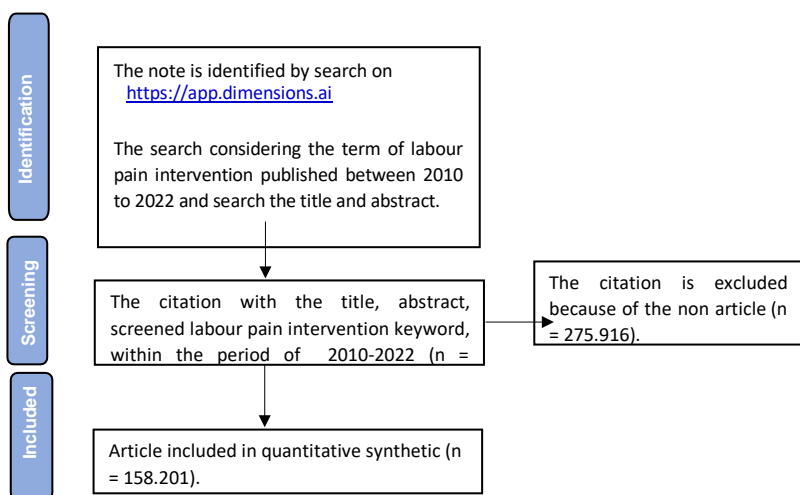 Identification
The note is identified by search on
https://app.dimensions.ai
The search considering the term of labour
pain intervention published between 2010
to 2022 and search the title and abstract.
Screening
The citation with the title, abstract,
screened labour pain intervention keyword,
within the period of 2010-2022 (n =
The citation is excluded
because of the non article (n
= 275.916).
Included
Article included in quantitative synthetic (n
= 158.201).